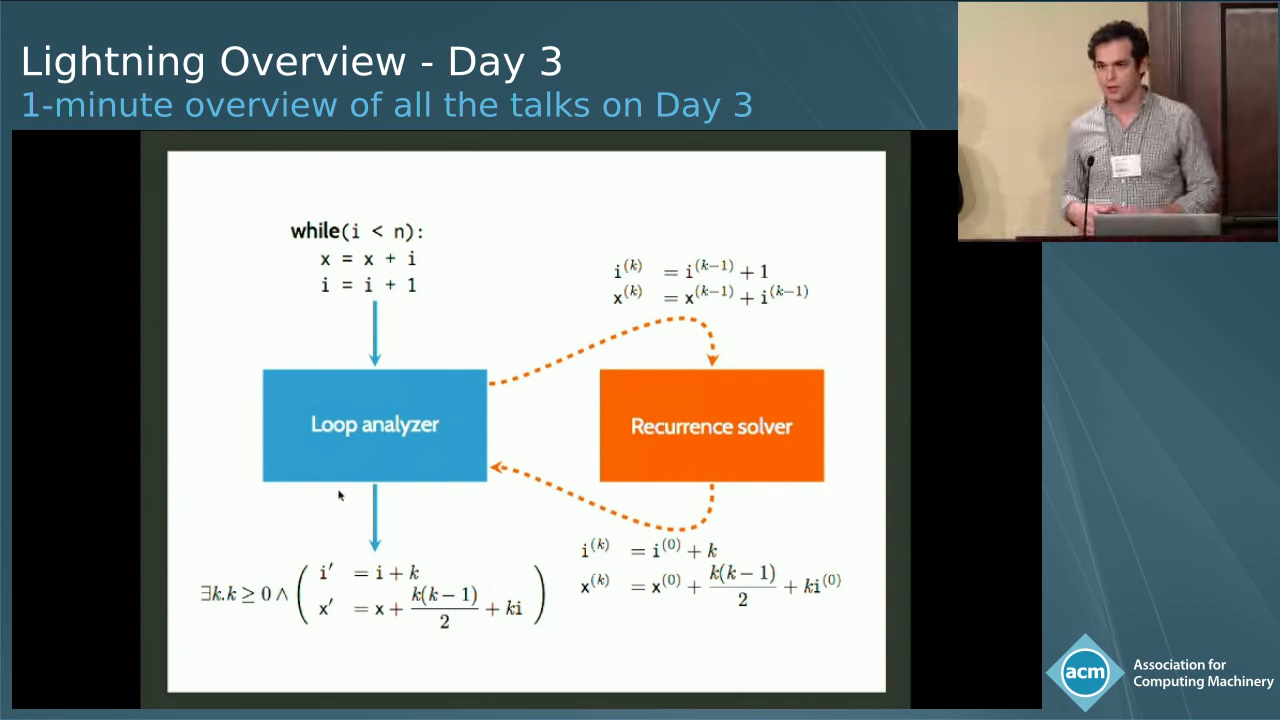 Lightning Overview - Day 3
1-minute overview of all the talks on Day 3
while(i < n):
x = x + i
i = i + 1
i^(k) = i^(k−1) + 1
x^(k) = x^(k−1) + i^(k−1)
Loop analyzer
Recurrence solver
i^(k) = i^(0) + k
x^(k) = x^(0) + k(k−1)/2 + ki^(0)
∃k.k ≥ 0 ∧ ( i′ = i + k
x′ = x + k(k−1)/2 + ki )
acm
Association for
Computing Machinery